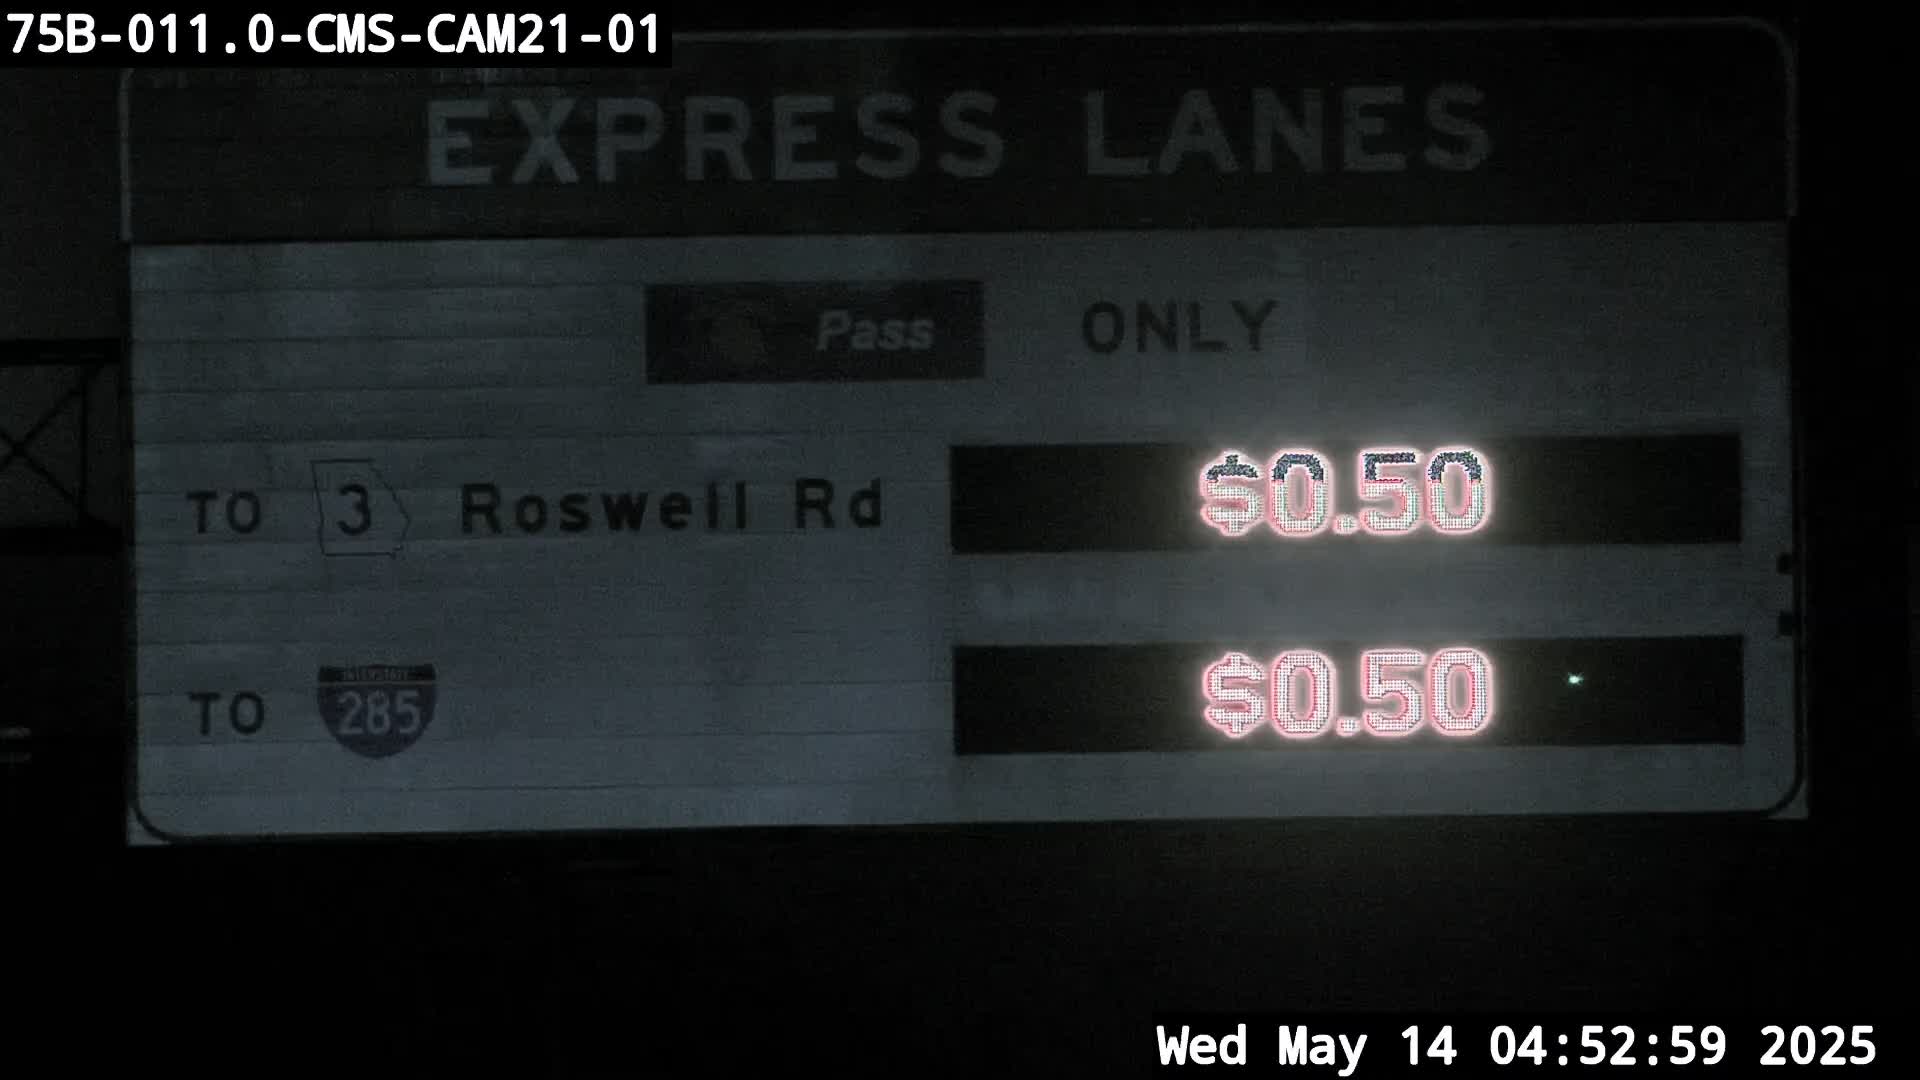 75B-011.0-CMS-CAM21-01
EXPRESS LANES
Pass ONLY
TO 3 Roswell Rd $0.50
TO INTERSTATE 285 $0.50
Wed May 14 04:52:59 2025